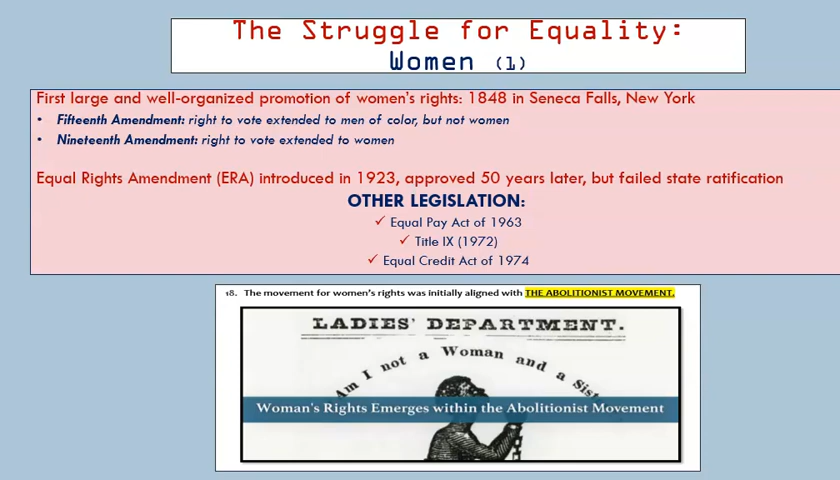 The Struggle for Equality:
Women (1)
First large and well-organized promotion of women's rights: 1848 in Seneca Falls, New York
• Fifteenth Amendment: right to vote extended to men of color, but not women
• Nineteenth Amendment: right to vote extended to women
Equal Rights Amendment (ERA) introduced in 1923, approved 50 years later, but failed state ratification
OTHER LEGISLATION:
✓ Equal Pay Act of 1963
✓ Title IX (1972)
✓ Equal Credit Act of 1974
18. The movement for women's rights was initially aligned with THE ABOLITIONIST MOVEMENT.
LADIES' DEPARTMENT.
Am I not a Woman and a Sist
Woman's Rights Emerges within the Abolitionist Movement